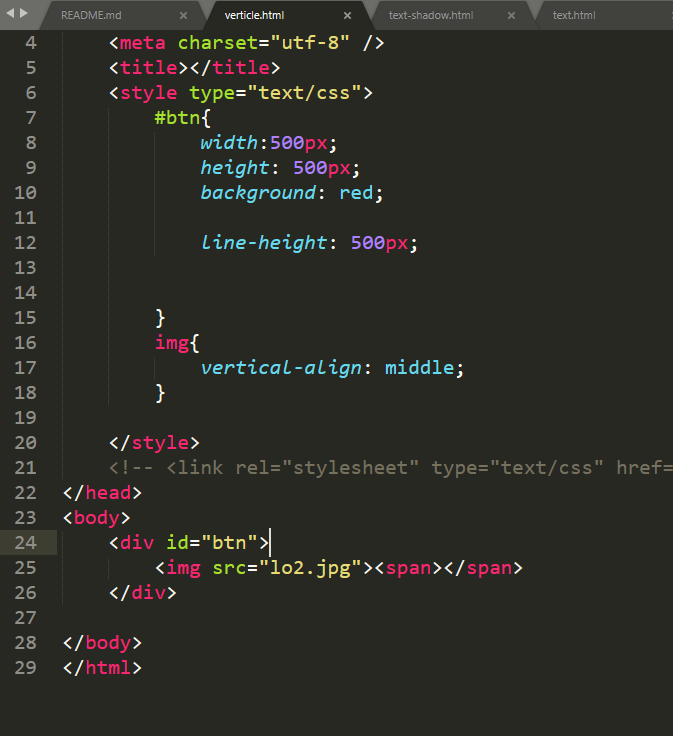 README.md × verticle.html × text-shadow.html × text.html
4 <meta charset="utf-8" />
5 <title></title>
6 <style type="text/css">
7 #btn{
8 width:500px;
9 height: 500px;
10 background: red;
11
12 line-height: 500px;
13
14
15 }
16 img{
17 vertical-align: middle;
18 }
19
20 </style>
21 <!-- <link rel="stylesheet" type="text/css" href=
22 </head>
23 <body>
24 <div id="btn">
25 <img src="lo2.jpg"><span></span>
26 </div>
27
28 </body>
29 </html>